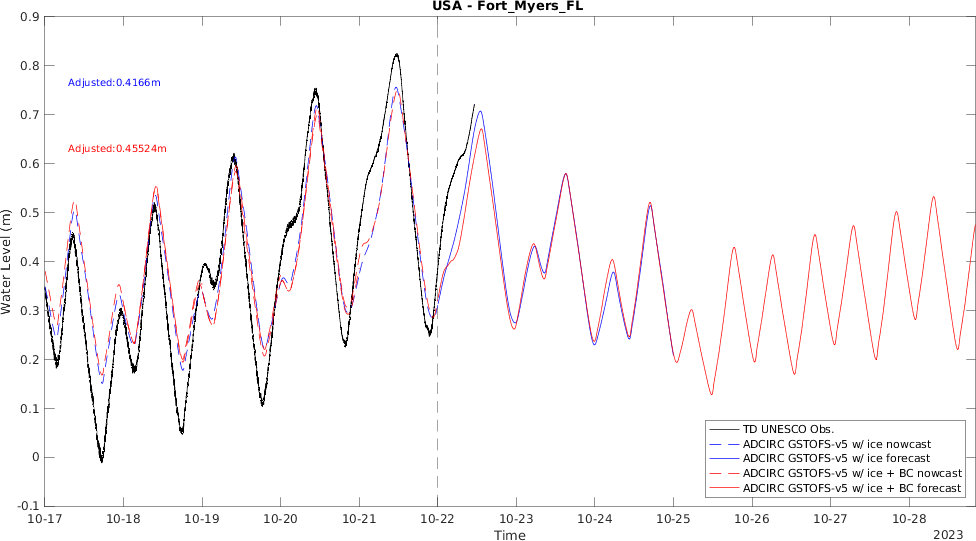 USA - Fort_Myers_FL
0.9
0.8
0.7
0.6
0.5
0.4
0.3
0.2
0.1
0
-0.1
Water Level (m)
Adjusted:0.4166m
Adjusted:0.45524m
TD UNESCO Obs.
ADCIRC GSTOFS-v5 w/ ice nowcast
ADCIRC GSTOFS-v5 w/ ice forecast
ADCIRC GSTOFS-v5 w/ ice + BC nowcast
ADCIRC GSTOFS-v5 w/ ice + BC forecast
10-17 10-18 10-19 10-20 10-21 10-22 10-23 10-24 10-25 10-26 10-27 10-28
Time
2023